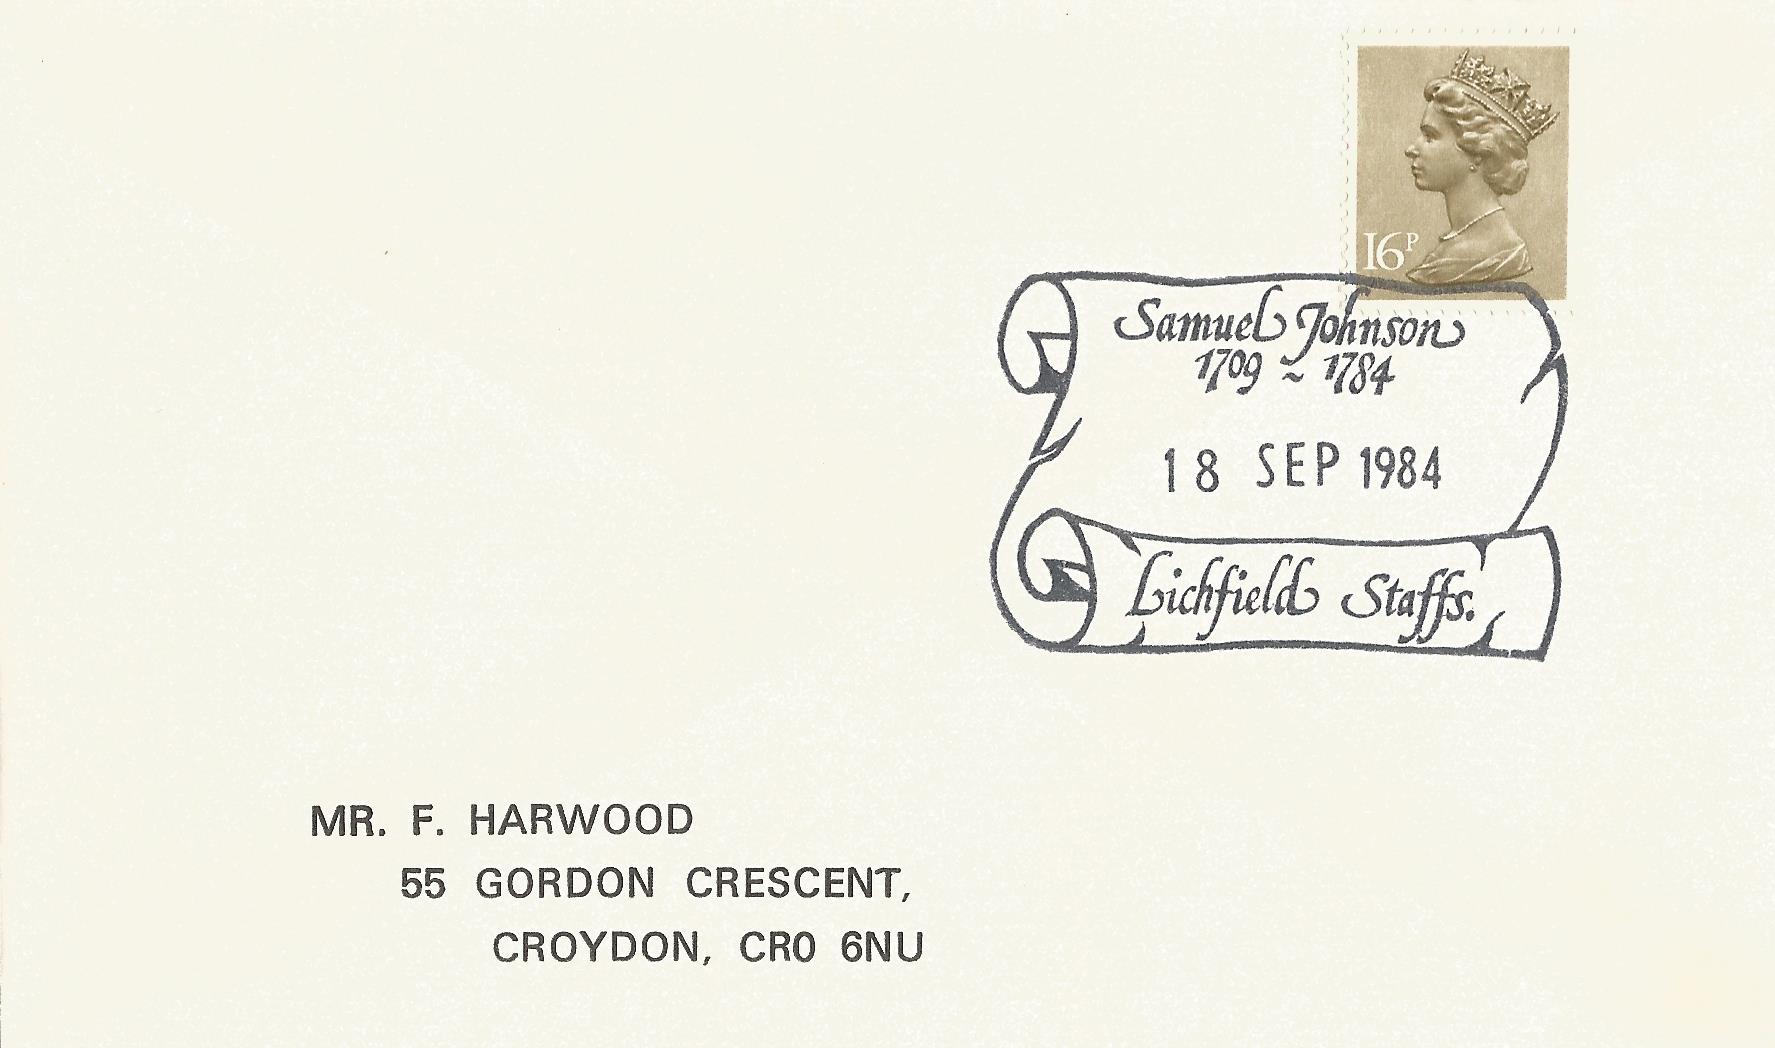 16P
Samuel Johnson
1709 ~ 1784
18 SEP 1984
Lichfield Staffs.
MR. F. HARWOOD
55 GORDON CRESCENT,
CROYDON, CR0 6NU